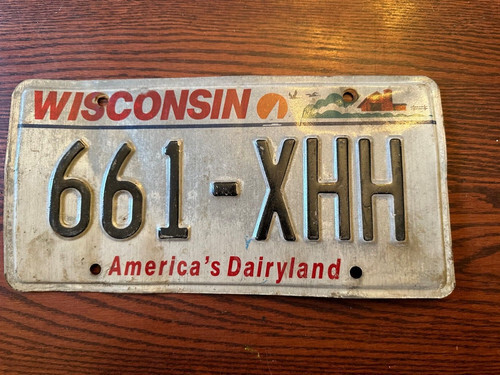 WISCONSIN
661-XHH
America's Dairyland